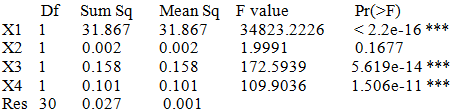 Df Sum Sq Mean Sq F value Pr(>F)
X1 1 31.867 31.867 34823.2226 < 2.2e-16 ***
X2 1 0.002 0.002 1.9991 0.1677
X3 1 0.158 0.158 172.5939 5.619e-14 ***
X4 1 0.101 0.101 109.9036 1.506e-11 ***
Res 30 0.027 0.001